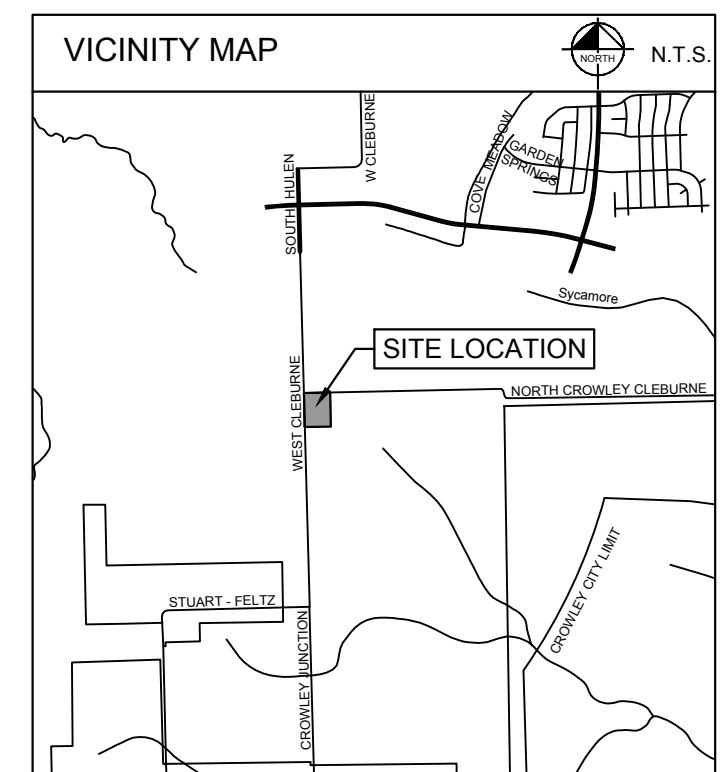 VICINITY MAP
NORTH
N.T.S.
W CLEBURNE
SOUTH HULEN
COVE MEADOW
GARDEN
SPRINGS
Sycamore
SITE LOCATION
WEST CLEBURNE
NORTH CROWLEY CLEBURNE
CROWLEY CITY LIMIT
STUART - FELTZ
CROWLEY JUNCTION